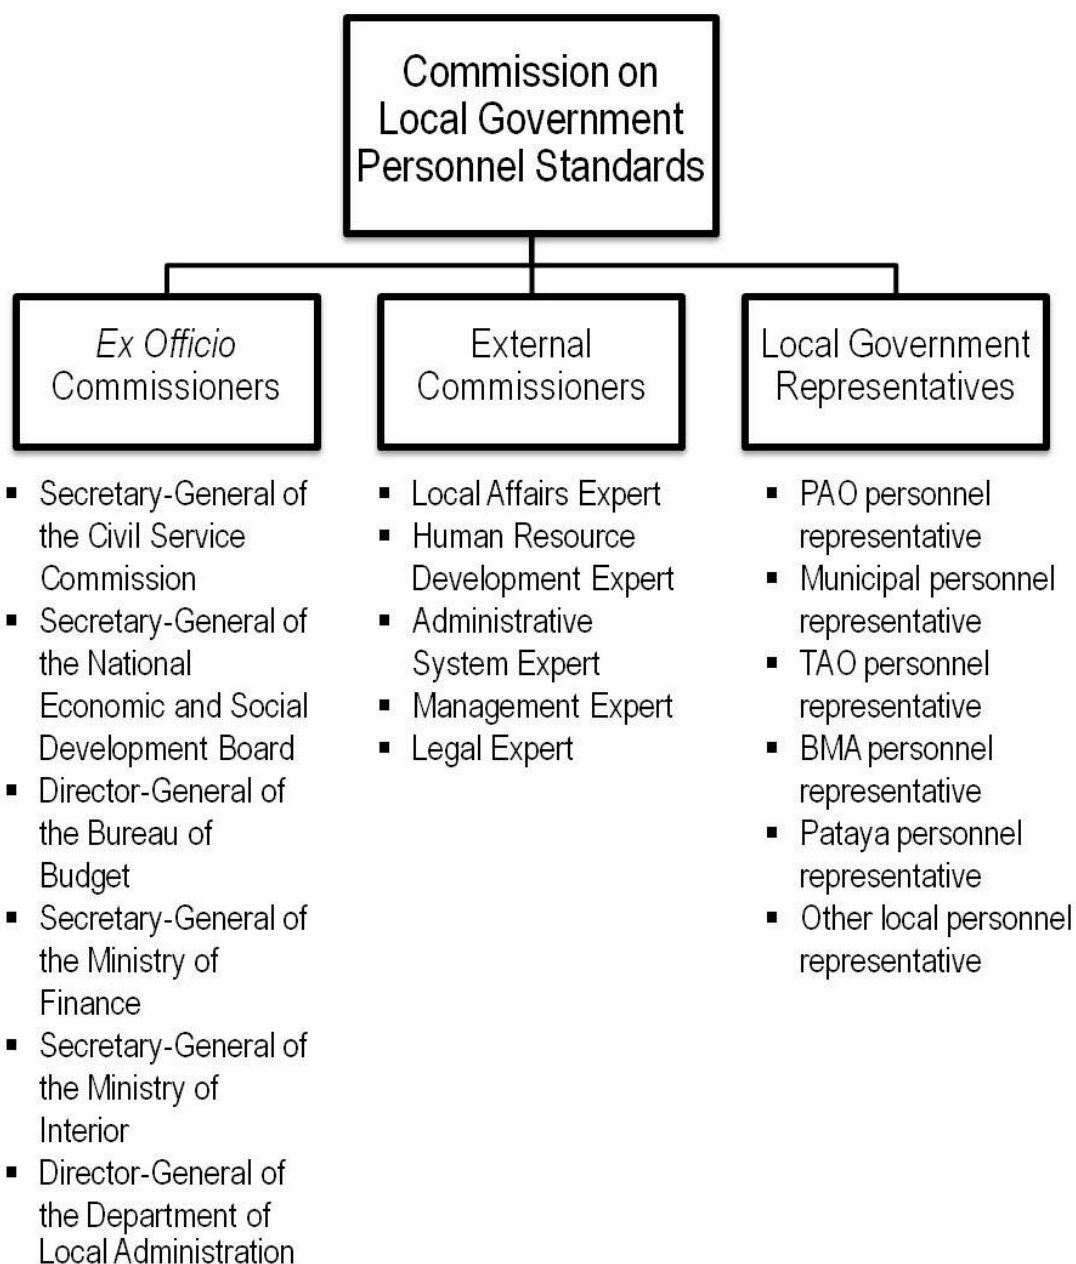 Commission on
Local Government
Personnel Standards
Ex Officio
Commissioners
▪ Secretary-General of
the Civil Service
Commission
▪ Secretary-General of
the National
Economic and Social
Development Board
▪ Director-General of
the Bureau of
Budget
▪ Secretary-General of
the Ministry of
Finance
▪ Secretary-General of
the Ministry of
Interior
▪ Director-General of
the Department of
Local Administration
External
Commissioners
▪ Local Affairs Expert
▪ Human Resource
Development Expert
▪ Administrative
System Expert
▪ Management Expert
▪ Legal Expert
Local Government
Representatives
▪ PAO personnel
representative
▪ Municipal personnel
representative
▪ TAO personnel
representative
▪ BMA personnel
representative
▪ Pataya personnel
representative
▪ Other local personnel
representative